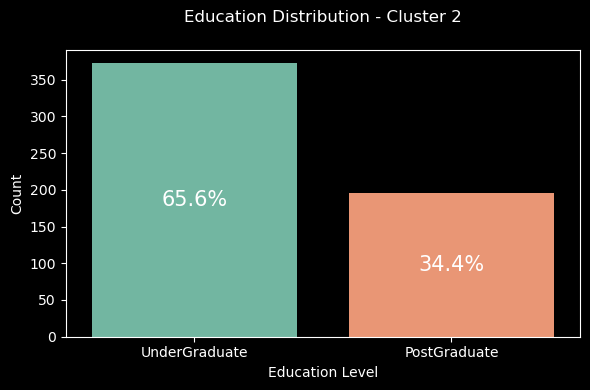 Education Distribution - Cluster 2
350
300
250
200
150
100
50
0
Count
65.6%
34.4%
UnderGraduate
PostGraduate
Education Level